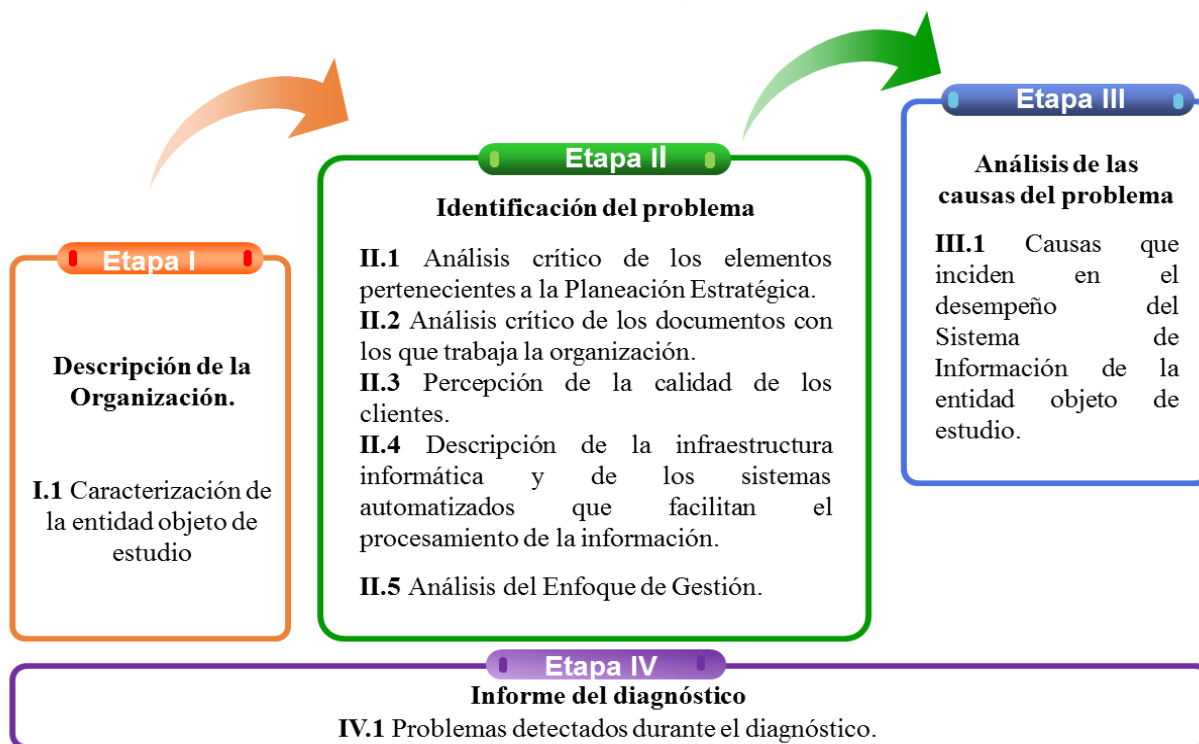 Etapa I
Descripción de la
Organización.
I.1 Caracterización de
la entidad objeto de
estudio
Etapa II
Identificación del problema
II.1 Análisis crítico de los elementos
pertenecientes a la Planeación Estratégica.
II.2 Análisis crítico de los documentos con
los que trabaja la organización.
II.3 Percepción de la calidad de los
clientes.
II.4 Descripción de la infraestructura
informática y de los sistemas
automatizados que facilitan el
procesamiento de la información.
II.5 Análisis del Enfoque de Gestión.
Etapa III
Análisis de las
causas del problema
III.1 Causas que
inciden en el
desempeño del
Sistema de
Información de la
entidad objeto de
estudio.
Etapa IV
Informe del diagnóstico
IV.1 Problemas detectados durante el diagnóstico.